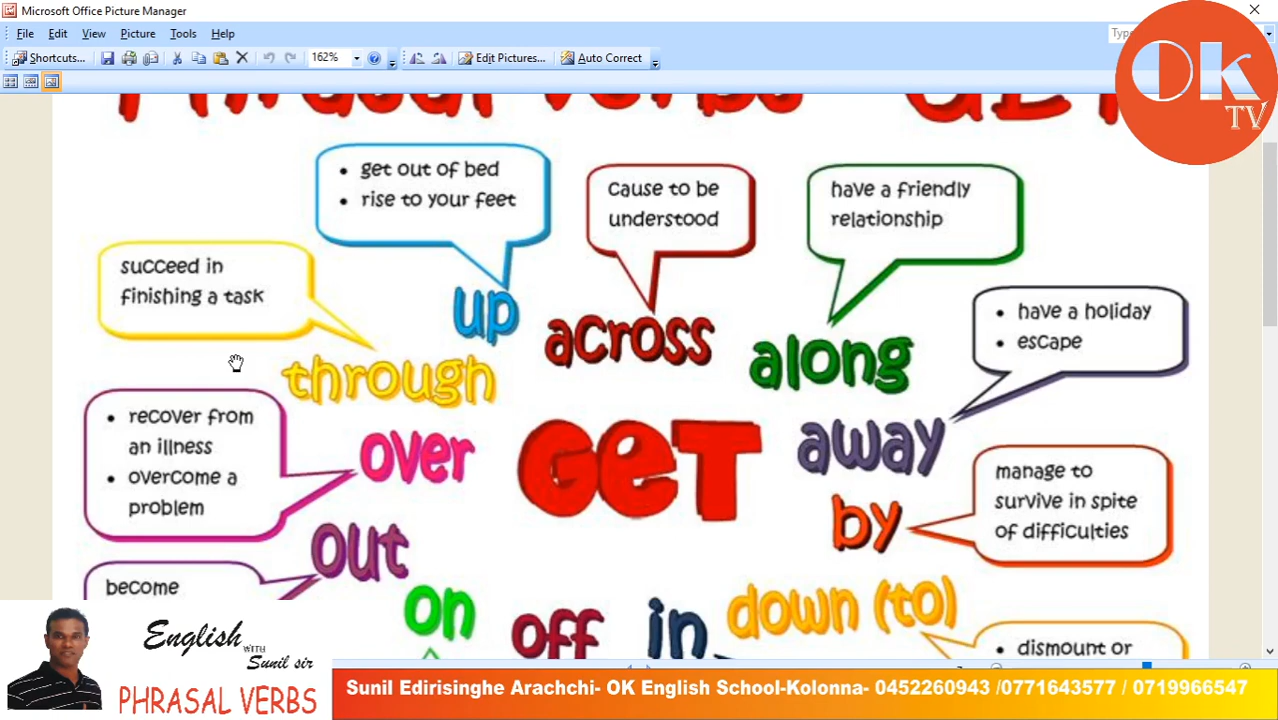 Microsoft Office Picture Manager
File Edit View Picture Tools Help
Shortcuts... 162% Edit Pictures... Auto Correct
OK
TV
Phrasal verbs GET
get out of bed
rise to your feet
cause to be
understood
have a friendly
relationship
succeed in
finishing a task
have a holiday
escape
up
across
along
through
recover from
an illness
overcome a
problem
over
GET
away
manage to
survive in spite
of difficulties
by
out
become
on
off
in
down (to)
dismount or
English WITH
Sunil sir
PHRASAL VERBS
Sunil Edirisinghe Arachchi- OK English School-Kolonna- 0452260943 /0771643577 / 0719966547